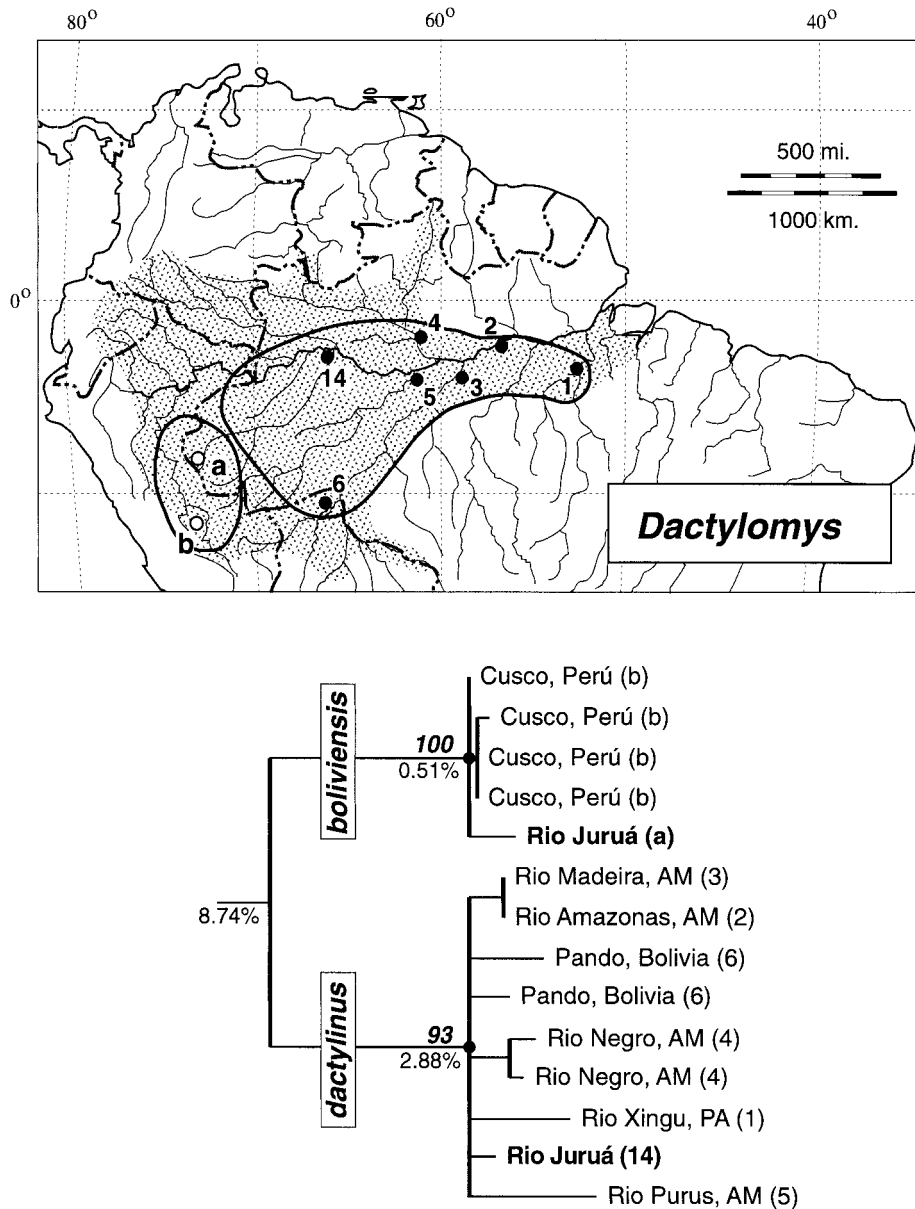 80° 60° 40°
500 mi.
1000 km.
0°
4 2
14 5 3 1
a
6
b
Dactylomys
Cusco, Perú (b)
boliviensis
Cusco, Perú (b)
100
0.51%
Cusco, Perú (b)
Cusco, Perú (b)
Rio Juruá (a)
8.74%
Rio Madeira, AM (3)
Rio Amazonas, AM (2)
Pando, Bolivia (6)
Pando, Bolivia (6)
dactylinus
93
2.88%
Rio Negro, AM (4)
Rio Negro, AM (4)
Rio Xingu, PA (1)
Rio Juruá (14)
Rio Purus, AM (5)